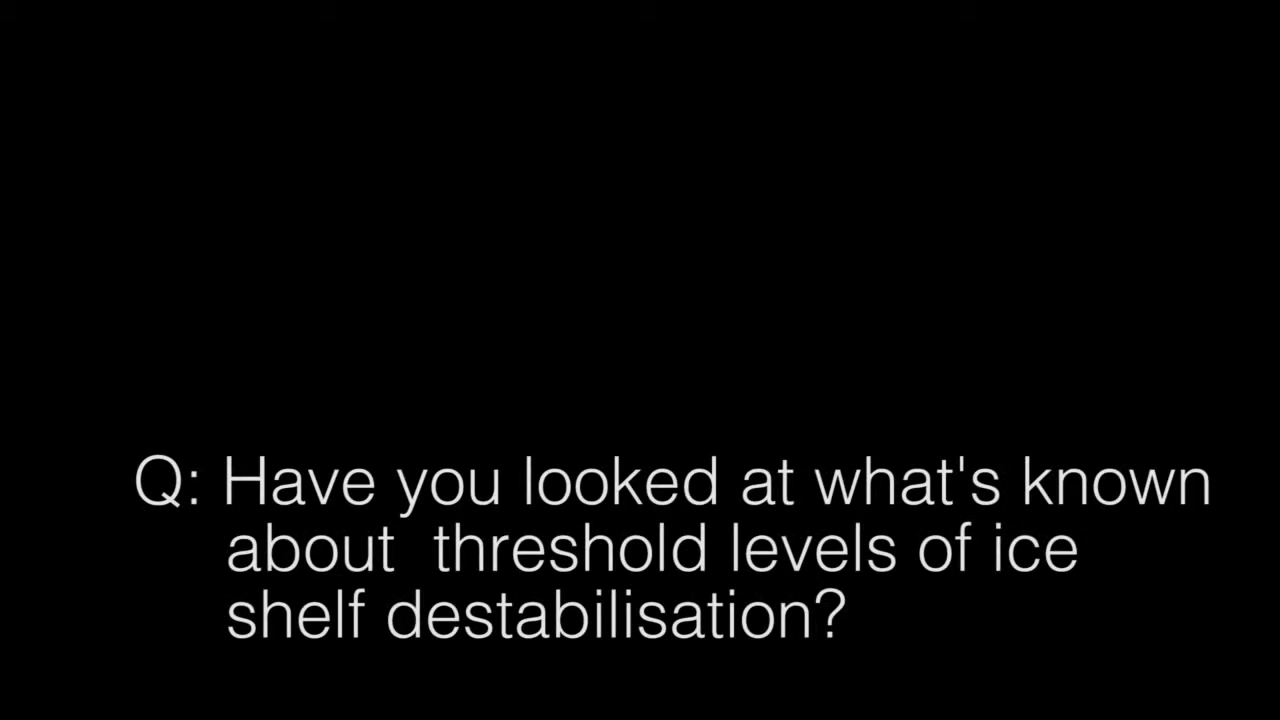 Q: Have you looked at what's known
about  threshold levels of ice
shelf destabilisation?